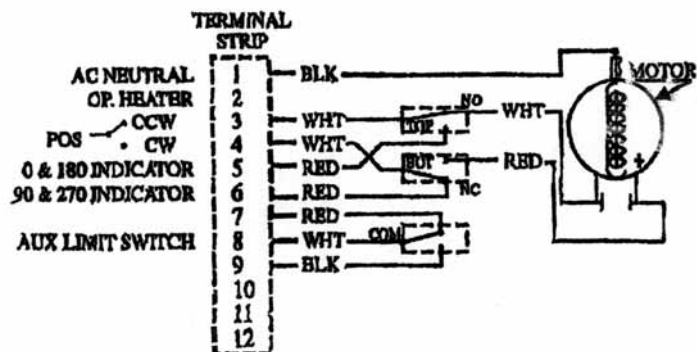 TERMINAL
STRIP
AC NEUTRAL 1 BLK MOTOR
OP. HEATER 2
POS CCW 3 WHT TOP NO WHT
CW 4 WHT
0 & 180 INDICATOR 5 RED BOT RED
90 & 270 INDICATOR 6 RED NC
7 RED
AUX LIMIT SWITCH 8 WHT COM
9 BLK
10
11
12
+